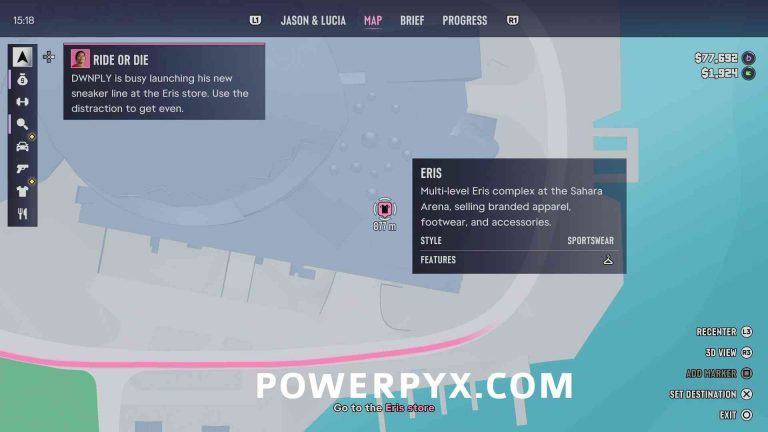 15:18
L1 JASON & LUCIA MAP BRIEF PROGRESS R1
$77,692
$1,924
RIDE OR DIE
DWNPLY is busy launching his new
sneaker line at the Eris store. Use the
distraction to get even.
ERIS
Multi-level Eris complex at the Sahara
Arena, selling branded apparel,
footwear, and accessories.
STYLE SPORTSWEAR
FEATURES
877 m
RECENTER L3
3D VIEW R3
ADD MARKER
SET DESTINATION
EXIT
POWERPYX.COM
Go to the Eris store